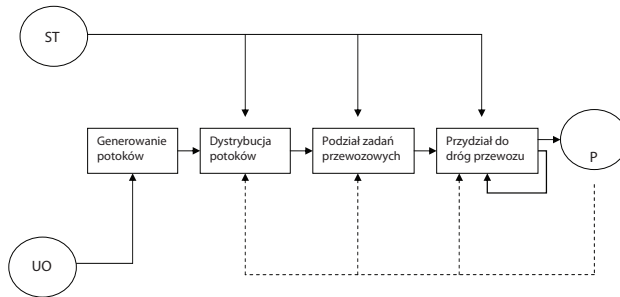 ST
Generowanie
potoków
Dystrybucja
potoków
Podział zadań
przewozowych
Przydział do
dróg przewozu
P
UO